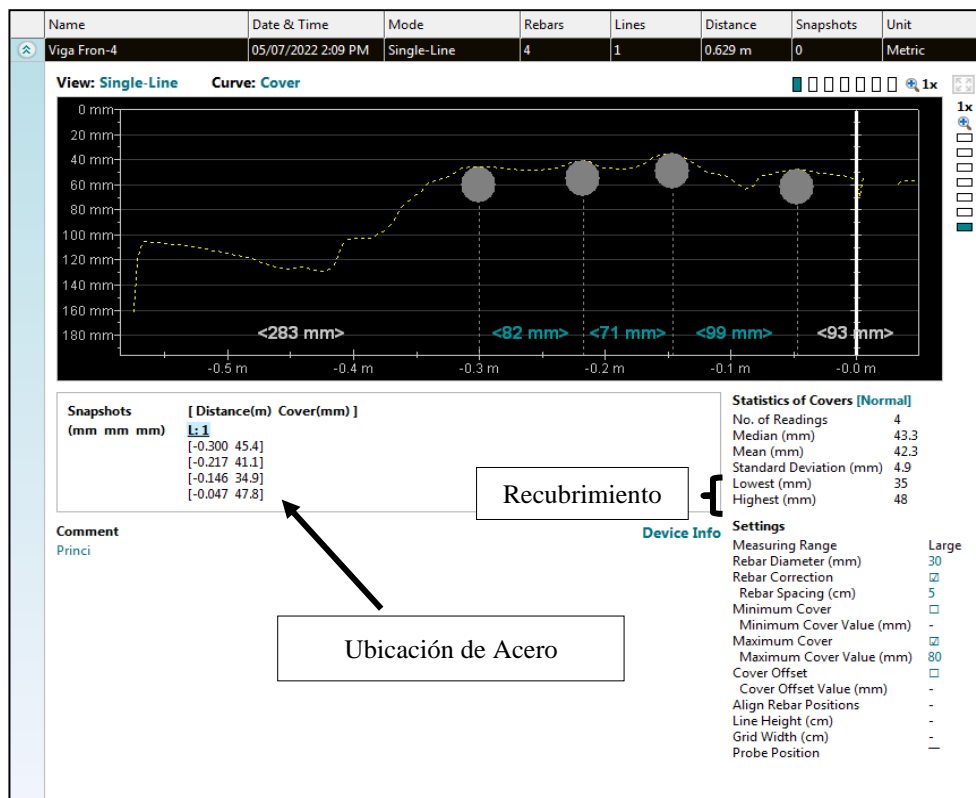 Name Date & Time Mode Rebars Lines Distance Snapshots Unit
Viga Fron-4 05/07/2022 2:09 PM Single-Line 4 1 0.629 m 0 Metric
View: Single-Line Curve: Cover 1x
1x
0 mm
20 mm
40 mm
60 mm
80 mm
100 mm
120 mm
140 mm
160 mm
180 mm
<283 mm> <82 mm> <71 mm> <99 mm> <93 mm>
-0.5 m -0.4 m -0.3 m -0.2 m -0.1 m -0.0 m
Snapshots [ Distance(m) Cover(mm) ]
(mm mm mm) L: 1
[-0.300 45.4]
[-0.217 41.1]
[-0.146 34.9]
[-0.047 47.8]
Comment
Princi
Device Info
Recubrimiento
Ubicación de Acero
Statistics of Covers [Normal]
No. of Readings 4
Median (mm) 43.3
Mean (mm) 42.3
Standard Deviation (mm) 4.9
Lowest (mm) 35
Highest (mm) 48
Settings
Measuring Range Large
Rebar Diameter (mm) 30
Rebar Correction ☑
Rebar Spacing (cm) 5
Minimum Cover ☐
Minimum Cover Value (mm) -
Maximum Cover ☑
Maximum Cover Value (mm) 80
Cover Offset ☐
Cover Offset Value (mm) -
Align Rebar Positions -
Line Height (cm) -
Grid Width (cm) -
Probe Position —